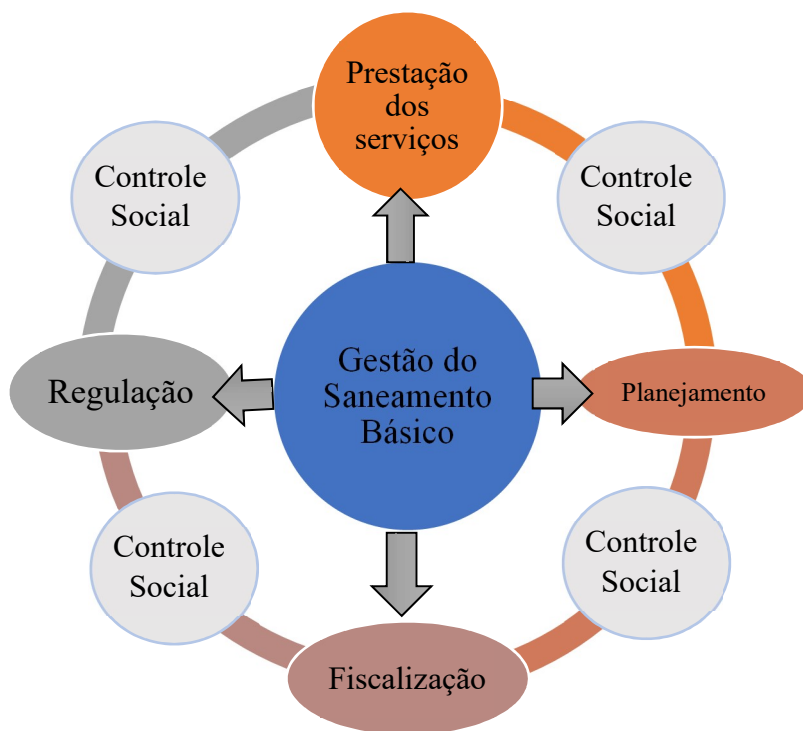 Prestação
dos
serviços
Controle
Social
Controle
Social
Regulação
Gestão do
Saneamento
Básico
Planejamento
Controle
Social
Controle
Social
Fiscalização